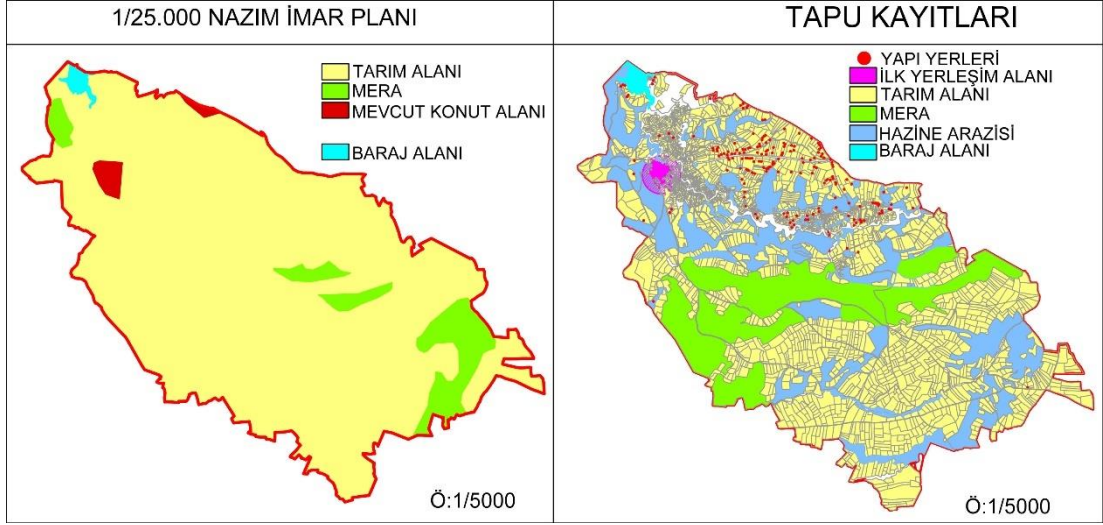 1/25.000 NAZIM İMAR PLANI
TARIM ALANI
MERA
MEVCUT KONUT ALANI
BARAJ ALANI
Ö:1/5000
TAPU KAYITLARI
YAPI YERLERİ
İLK YERLEŞİM ALANI
TARIM ALANI
MERA
HAZİNE ARAZİSİ
BARAJ ALANI
Ö:1/5000